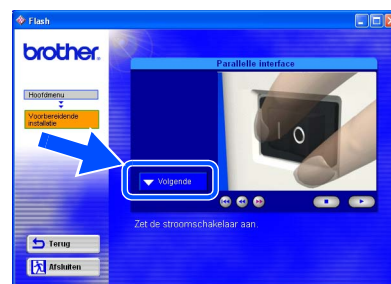 Flash
brother.
Parallelle interface
Hoofdmenu
Voorbereidende
installatie
Volgende
Zet de stroomschakelaar aan.
Terug
Afsluiten